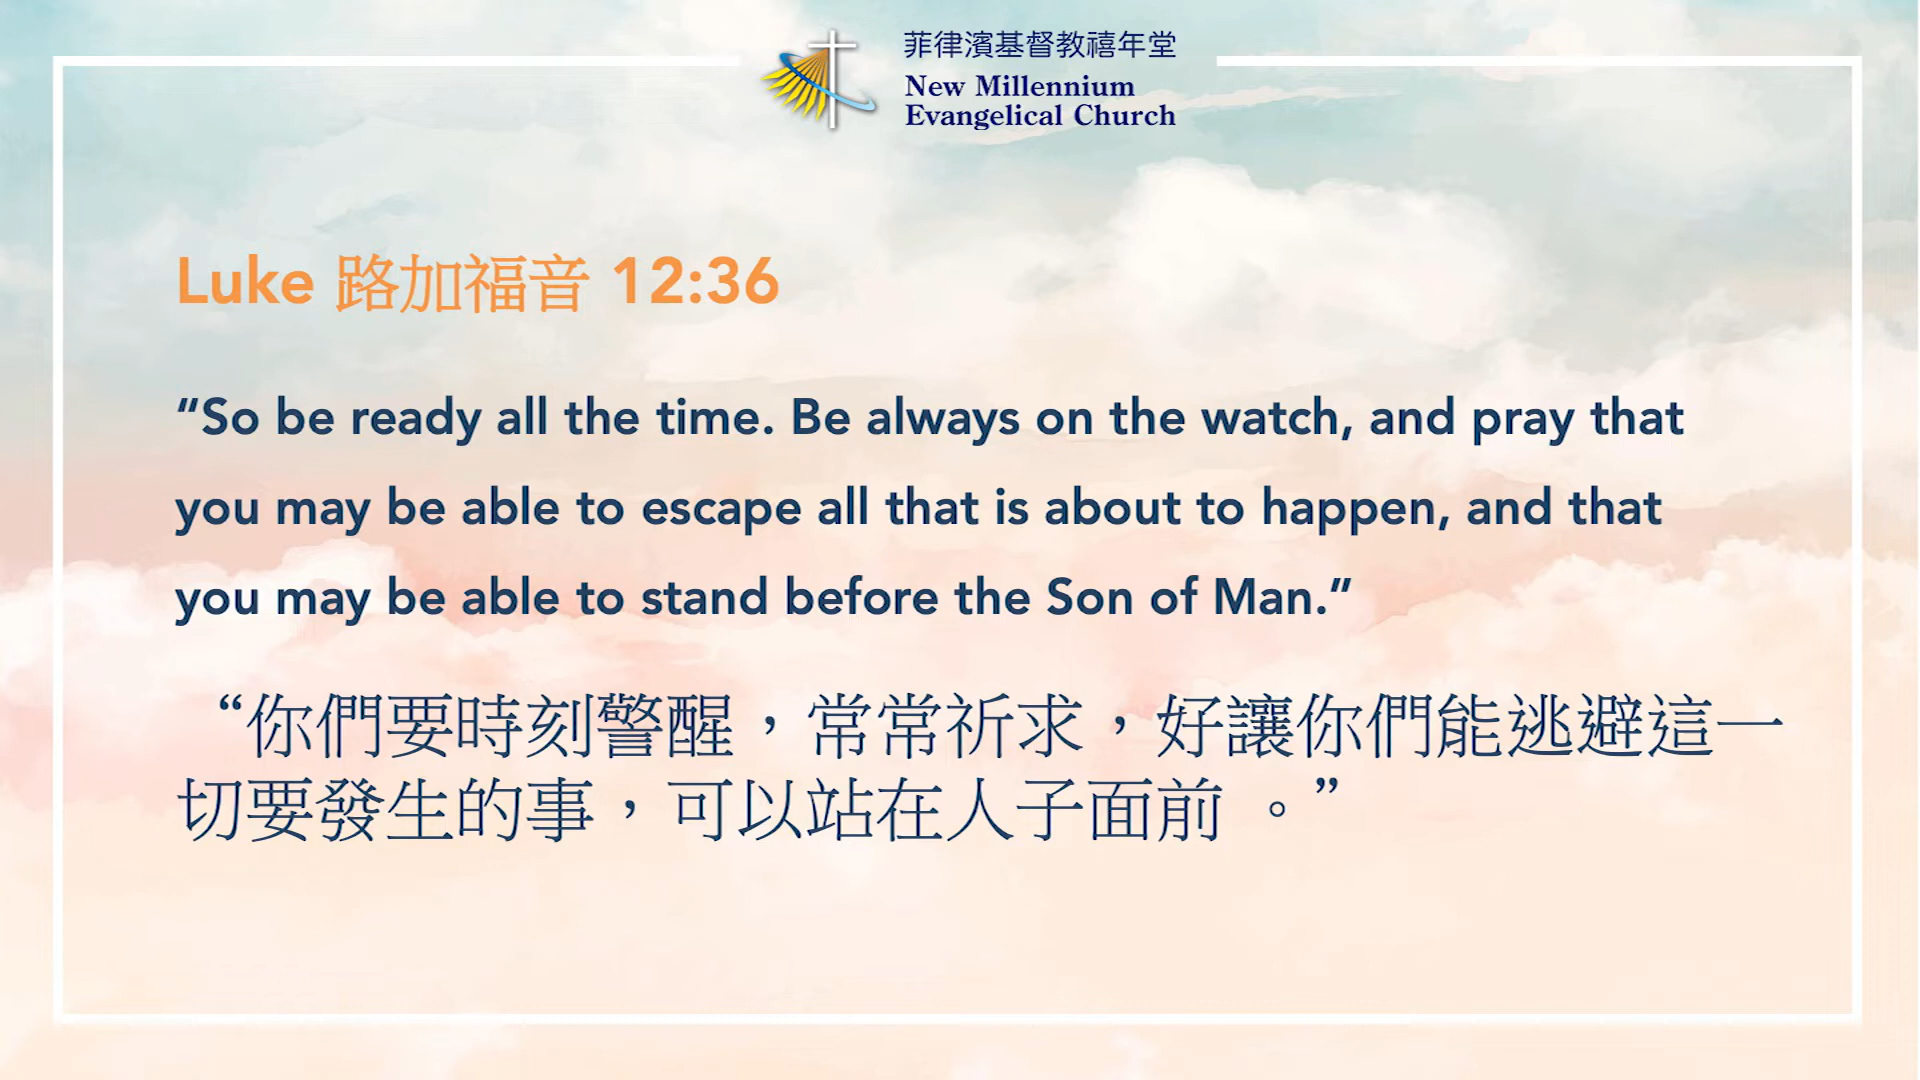 菲律濱基督教禧年堂
New Millennium
Evangelical Church
Luke 路加福音 12:36
“So be ready all the time. Be always on the watch, and pray that
you may be able to escape all that is about to happen, and that
you may be able to stand before the Son of Man.”
“你們要時刻警醒，常常祈求，好讓你們能逃避這一
切要發生的事，可以站在人子面前 。”